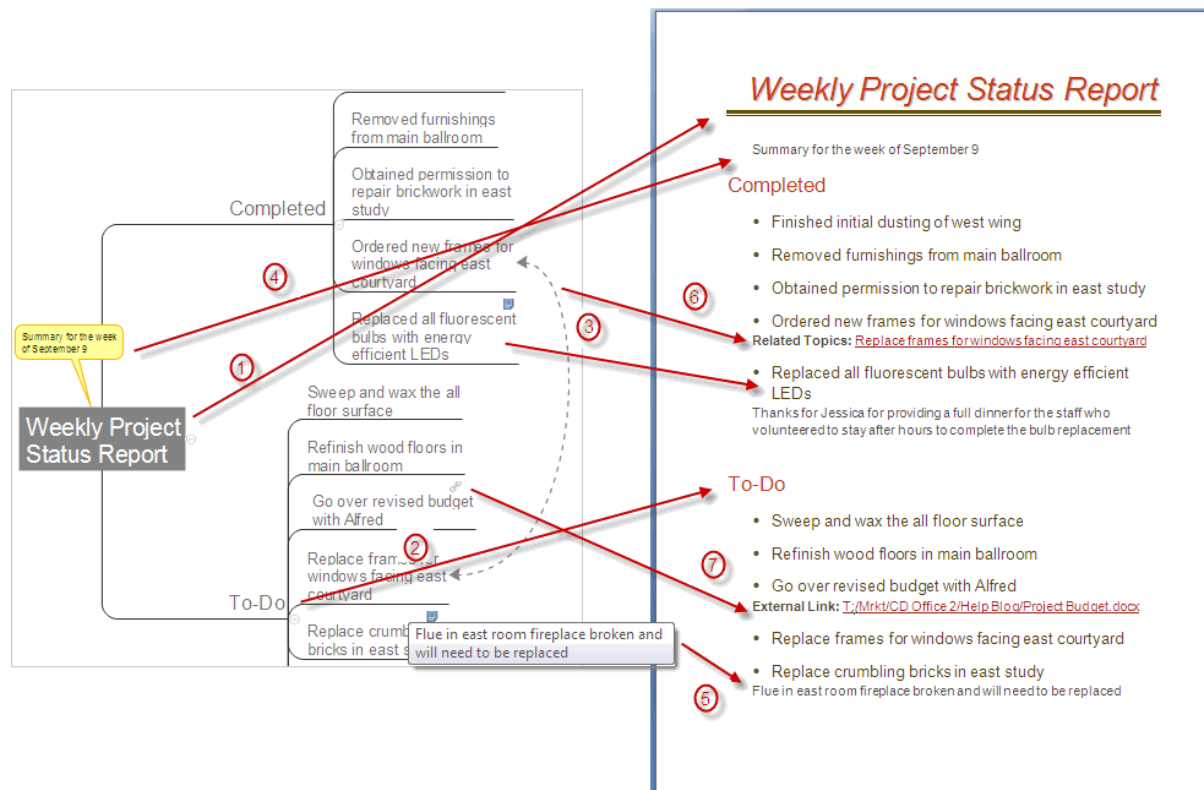 Removed furnishings
from main ballroom
Obtained permission to
repair brickwork in east
study
Completed
Ordered new frames for
windows facing east
courtyard
4
3
Replaced all fluorescent
bulbs with energy
efficient LEDs
Summary for the week
of September 9
1
Weekly Project
Status Report
Sweep and wax the all
floor surface
Refinish wood floors in
main ballroom
Go over revised budget
with Alfred
2
Replace frames for
windows facing east
courtyard
To-Do
Replace crumb
bricks in east s
Flue in east room fireplace broken and
will need to be replaced
Weekly Project Status Report
Summary for the week of September 9
Completed
• Finished initial dusting of west wing
• Removed furnishings from main ballroom
6
• Obtained permission to repair brickwork in east study
• Ordered new frames for windows facing east courtyard
Related Topics: Replace frames for windows facing east courtyard
• Replaced all fluorescent bulbs with energy efficient
LEDs
Thanks for Jessica for providing a full dinner for the staff who
volunteered to stay after hours to complete the bulb replacement
To-Do
• Sweep and wax the all floor surface
• Refinish wood floors in main ballroom
7
• Go over revised budget with Alfred
External Link: T:/Mrkt/CD Office 2/Help Blog/Project Budget.docx
• Replace frames for windows facing east courtyard
• Replace crumbling bricks in east study
5
Flue in east room fireplace broken and will need to be replaced